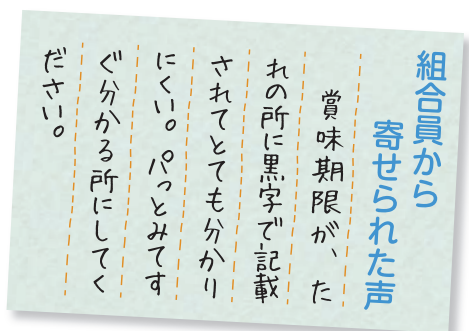 組合員から
寄せられた声
賞味期限が、た
れの所に黒字で記載
されてとても分かり
にくい。パっとみてす
ぐ分かる所にしてく
ださい。